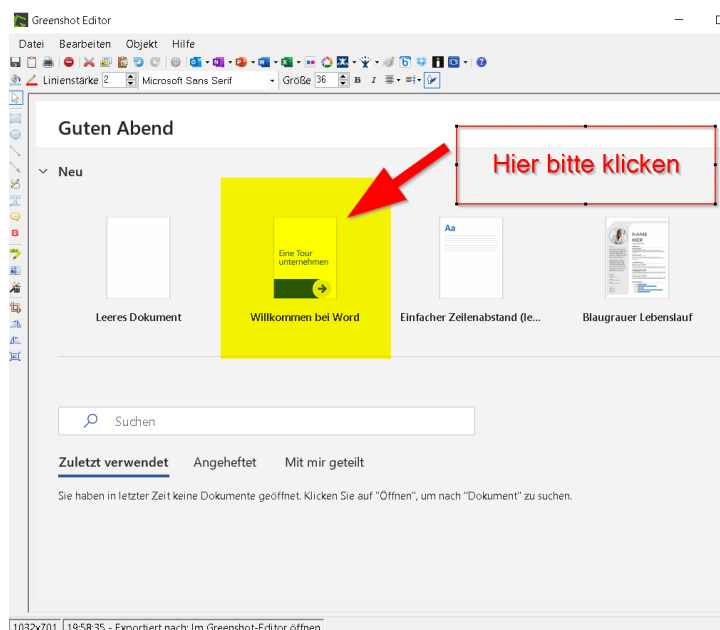 Greenshot Editor
Datei Bearbeiten Objekt Hilfe
Linienstärke 2 Microsoft Sans Serif Größe 36 B I
Guten Abend
Hier bitte klicken
Neu
Aa
NAME
HIER
Eine Tour
unternehmen
Leeres Dokument Willkommen bei Word Einfacher Zeilenabstand (le... Blaugrauer Lebenslauf
Suchen
Zuletzt verwendet Angeheftet Mit mir geteilt
Sie haben in letzter Zeit keine Dokumente geöffnet. Klicken Sie auf "Öffnen", um nach "Dokument" zu suchen.
1032x701 19:58:35 - Exportiert nach: Im Greenshot-Editor öffnen